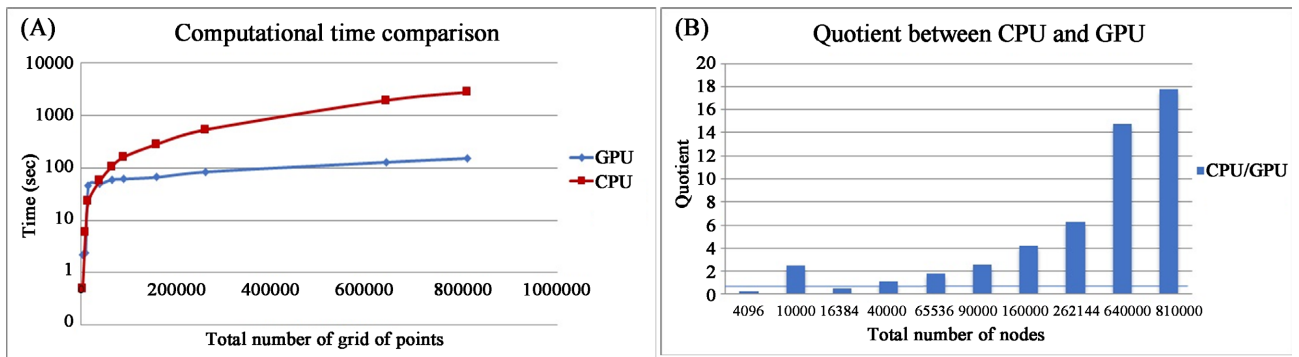 (A)
Computational time comparison
10000
1000
100
10
1
0
Time (sec)
200000 400000 600000 800000 1000000
Total number of grid of points
GPU
CPU
(B)
Quotient between CPU and GPU
20
18
16
14
12
10
8
6
4
2
0
Quotient
4096 10000 16384 40000 65536 90000 160000 262144 640000 810000
Total number of nodes
CPU/GPU